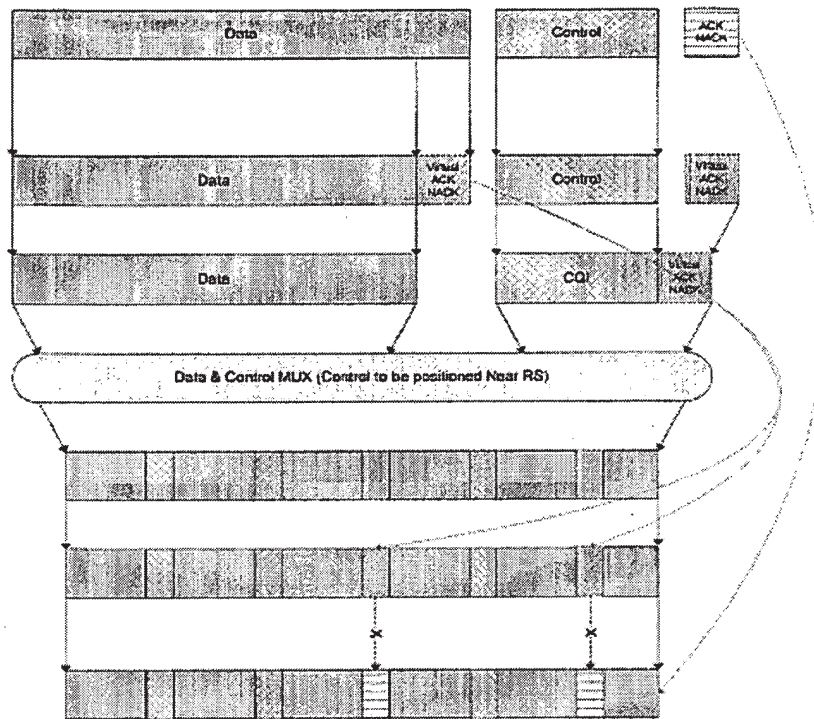 Data
Control
ACK
NACK
Data
Virtual
ACK
NACK
Control
Virtual
ACK
NACK
Data
CQI
Virtual
ACK
NACK
Data & Control MUX (Control to be positioned Near RS)
X
X